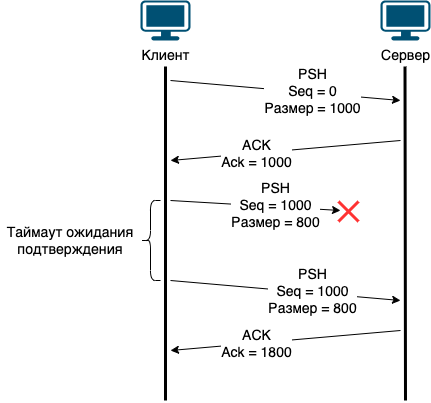 Клиент
Сервер
PSH
Seq = 0
Размер = 1000
ACK
Ack = 1000
PSH
Seq = 1000
Размер = 800
Таймаут ожидания
подтверждения
PSH
Seq = 1000
Размер = 800
ACK
Ack = 1800